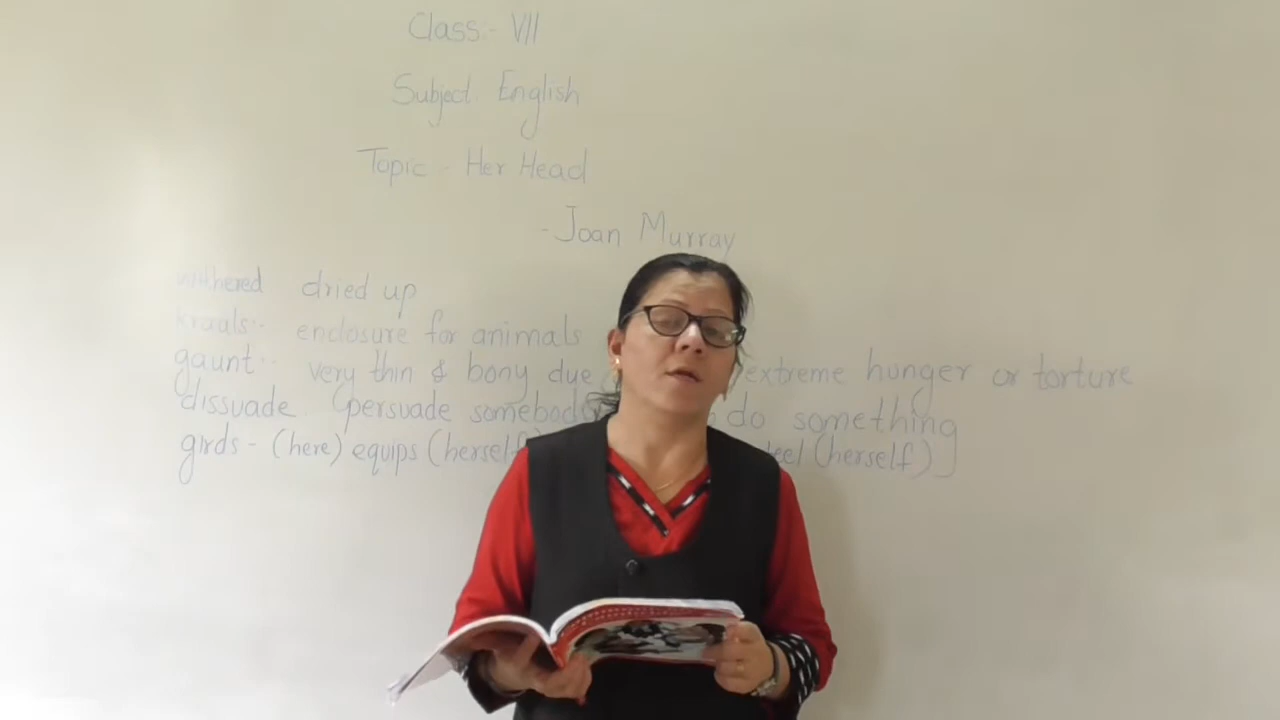 Class:- VII
Subject. English
Topic:- Her Head
- Joan Murray
withered dried up
kraals:- enclosure for animals
gaunt:- very thin & bony due extreme hunger or torture
dissuade. (persuade somebody do something
girds - (here) equips (herself) (herself)]